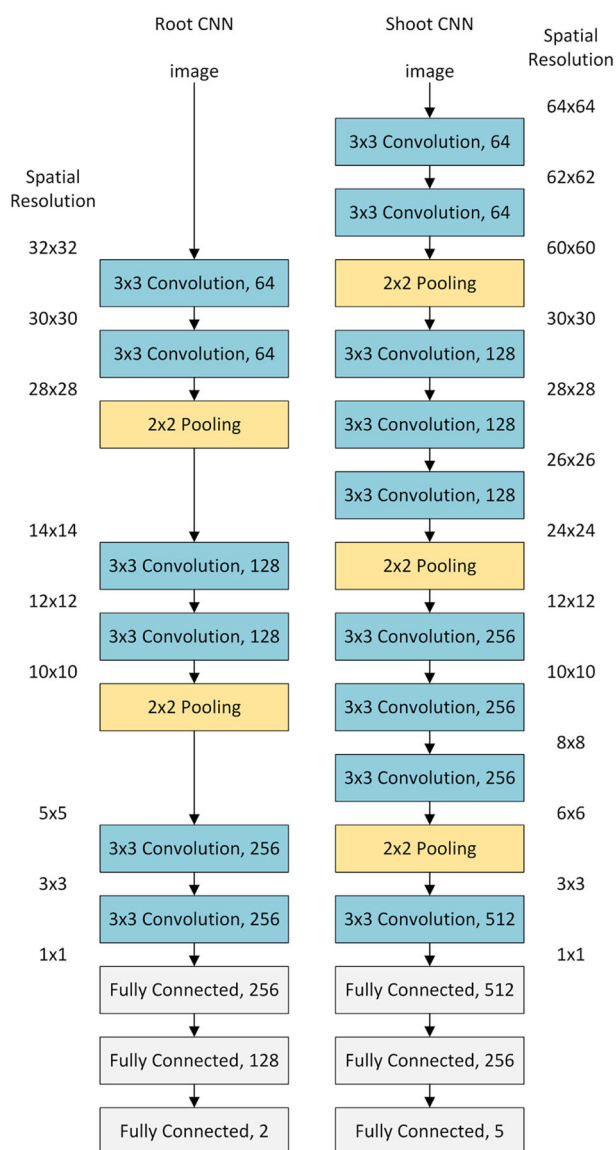 Root CNN
image
Spatial
Resolution
32x32
3x3 Convolution, 64
30x30
3x3 Convolution, 64
28x28
2x2 Pooling
14x14
3x3 Convolution, 128
12x12
3x3 Convolution, 128
10x10
2x2 Pooling
5x5
3x3 Convolution, 256
3x3
3x3 Convolution, 256
1x1
Fully Connected, 256
Fully Connected, 128
Fully Connected, 2
Shoot CNN
image
Spatial
Resolution
64x64
3x3 Convolution, 64
62x62
3x3 Convolution, 64
60x60
2x2 Pooling
30x30
3x3 Convolution, 128
28x28
3x3 Convolution, 128
26x26
3x3 Convolution, 128
24x24
2x2 Pooling
12x12
3x3 Convolution, 256
10x10
3x3 Convolution, 256
8x8
3x3 Convolution, 256
6x6
2x2 Pooling
3x3
3x3 Convolution, 512
1x1
Fully Connected, 512
Fully Connected, 256
Fully Connected, 5